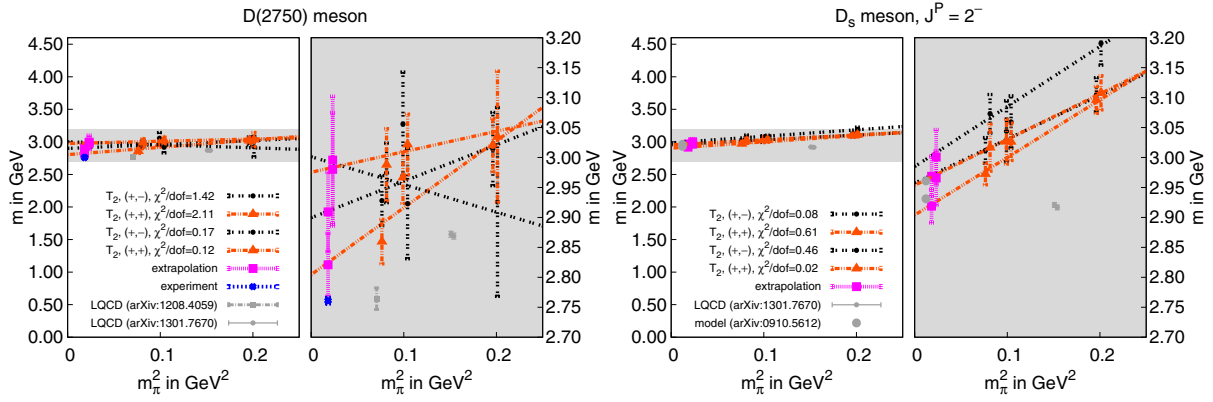 D(2750) meson
m in GeV
4.50
4.00
3.50
3.00
2.50
2.00
1.50
1.00
0.50
0.00
T2, (+,−), χ²/dof=1.42
T2, (+,+), χ²/dof=2.11
T2, (+,−), χ²/dof=0.17
T2, (+,+), χ²/dof=0.12
extrapolation
experiment
LQCD (arXiv:1208.4059)
LQCD (arXiv:1301.7670)
0 0.1 0.2
mπ² in GeV²
3.20
3.15
3.10
3.05
3.00
2.95
2.90
2.85
2.80
2.75
2.70
m in GeV
0 0.1 0.2
mπ² in GeV²
Ds meson, J^P = 2⁻
m in GeV
4.50
4.00
3.50
3.00
2.50
2.00
1.50
1.00
0.50
0.00
T2, (+,−), χ²/dof=0.08
T2, (+,+), χ²/dof=0.61
T2, (+,−), χ²/dof=0.46
T2, (+,+), χ²/dof=0.02
extrapolation
LQCD (arXiv:1301.7670)
model (arXiv:0910.5612)
0 0.1 0.2
mπ² in GeV²
3.20
3.15
3.10
3.05
3.00
2.95
2.90
2.85
2.80
2.75
2.70
m in GeV
0 0.1 0.2
mπ² in GeV²